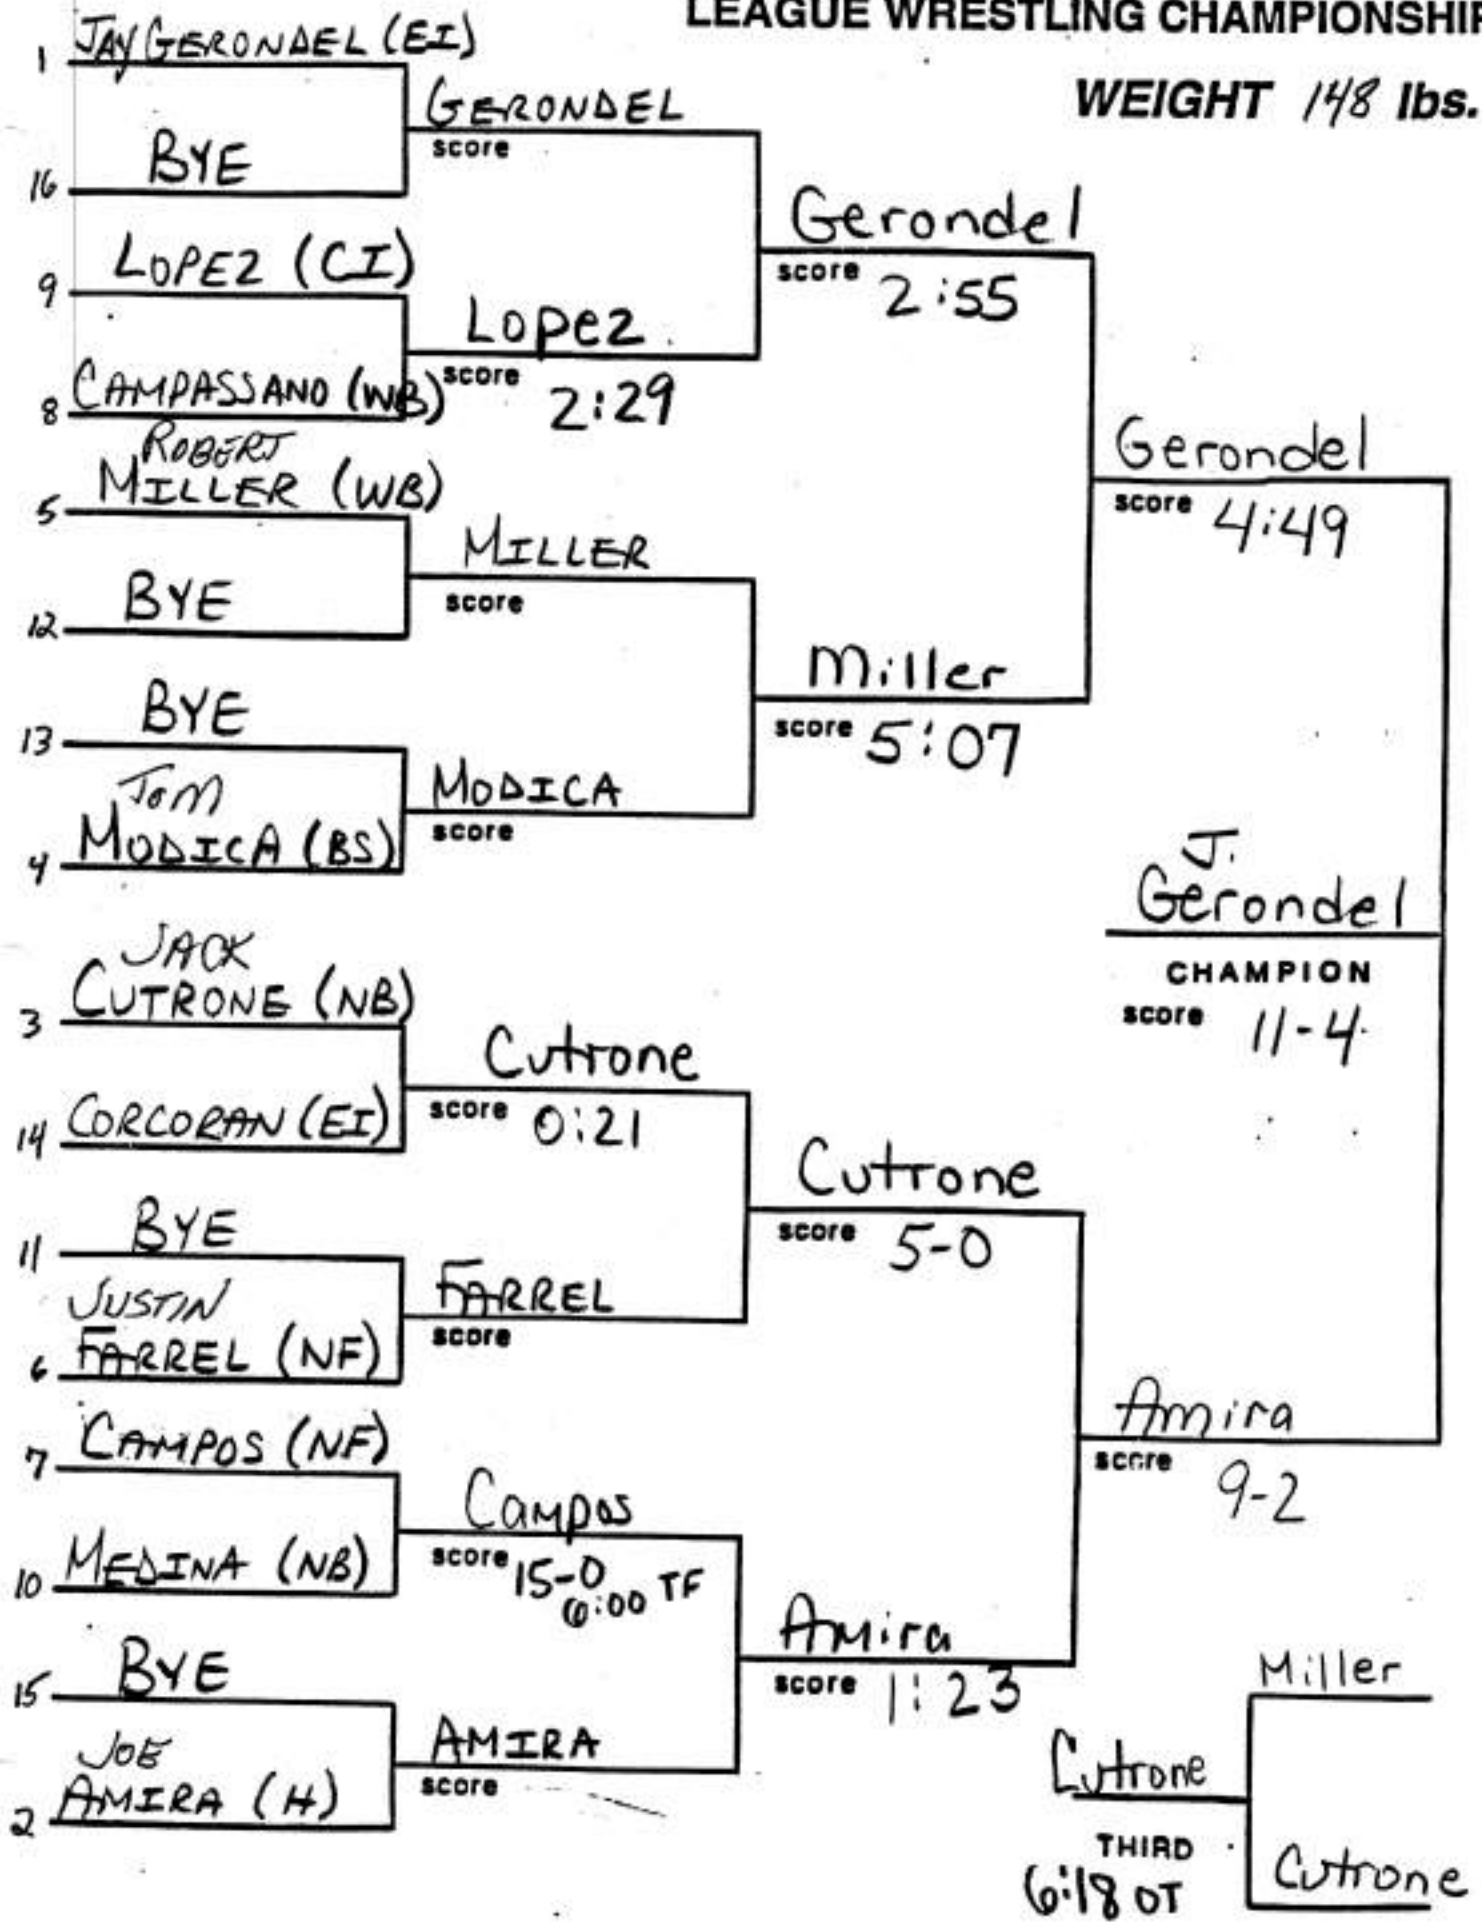 LEAGUE WRESTLING CHAMPIONSHIP
WEIGHT 148 lbs.
1 JAY GERONDEL (EI)
GERONDEL
score
16 BYE
Gerondel
score 2:55
9 LOPEZ (CI)
Lopez
score 2:29
8 CAMPASSANO (WB)
Gerondel
score 4:49
ROBERT
5 MILLER (WB)
MILLER
score
12 BYE
Miller
score 5:07
13 BYE
MODICA
score
TOM
4 MODICA (BS)
J.
Gerondel
CHAMPION
score 11-4
JACK
3 CUTRONE (NB)
Cutrone
score 0:21
14 CORCORAN (EI)
Cutrone
score 5-0
11 BYE
FARREL
score
JUSTIN
6 FARREL (NF)
Amira
score 9-2
7 CAMPOS (NF)
Campos
score 15-0
6:00 TF
10 MEDINA (NB)
Amira
score 1:23
15 BYE
AMIRA
score
JOE
2 AMIRA (H)
Miller
Cutrone
THIRD
6:18 OT
Cutrone